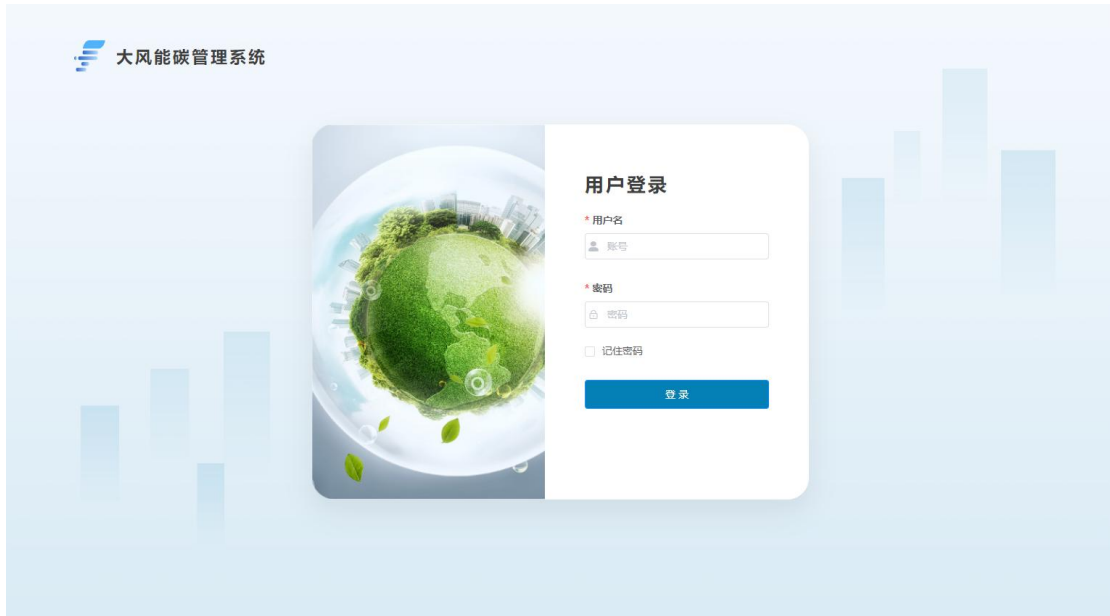 大风能碳管理系统
用户登录
* 用户名
账号
* 密码
密码
记住密码
登录